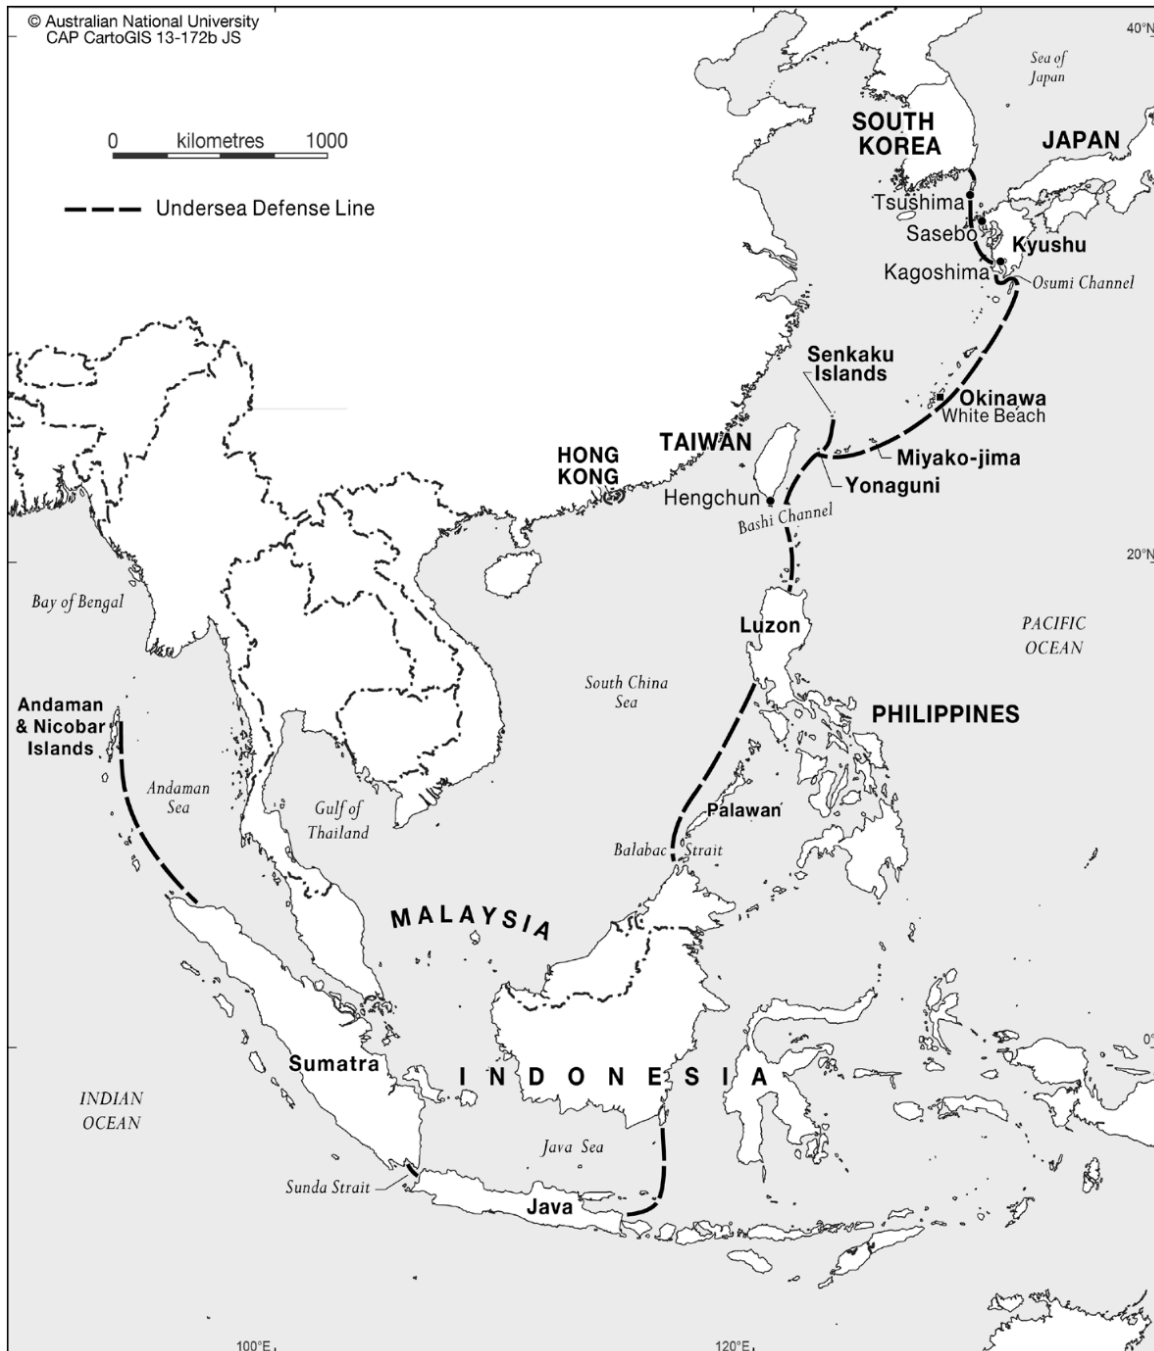 © Australian National University
CAP CartoGIS 13-172b JS
40°N
Sea of
Japan
0 kilometres 1000
SOUTH
KOREA
JAPAN
Undersea Defense Line
Tsushima
Sasebo
Kyushu
Kagoshima
Osumi Channel
Senkaku
Islands
Okinawa
White Beach
TAIWAN
HONG
KONG
Miyako-jima
Yonaguni
Hengchun
Bashi Channel
20°N
Bay of Bengal
Luzon
PACIFIC
OCEAN
South China
Sea
Andaman
& Nicobar
Islands
PHILIPPINES
Andaman
Sea
Gulf of
Thailand
Palawan
Balabac Strait
MALAYSIA
Sumatra
INDONESIA
0°
INDIAN
OCEAN
Java Sea
Sunda Strait
Java
100°E
120°E